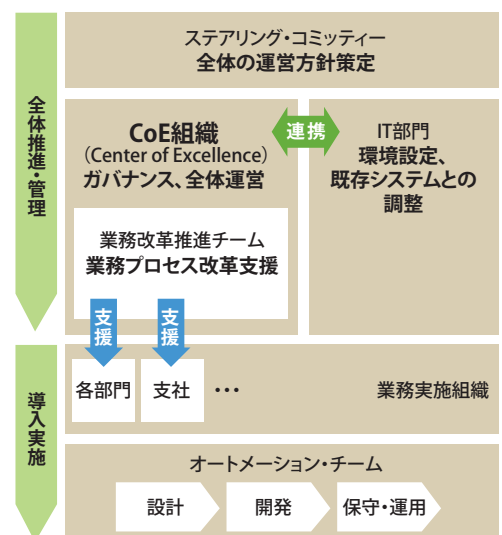 全体推進・管理
ステアリング・コミッティー
全体の運営方針策定
CoE組織
(Center of Excellence)
ガバナンス、全体運営
連携
IT部門
環境設定、
既存システムとの
調整
業務改革推進チーム
業務プロセス改革支援
支援
支援
導入実施
各部門
支社
・・・
業務実施組織
オートメーション・チーム
設計
開発
保守・運用